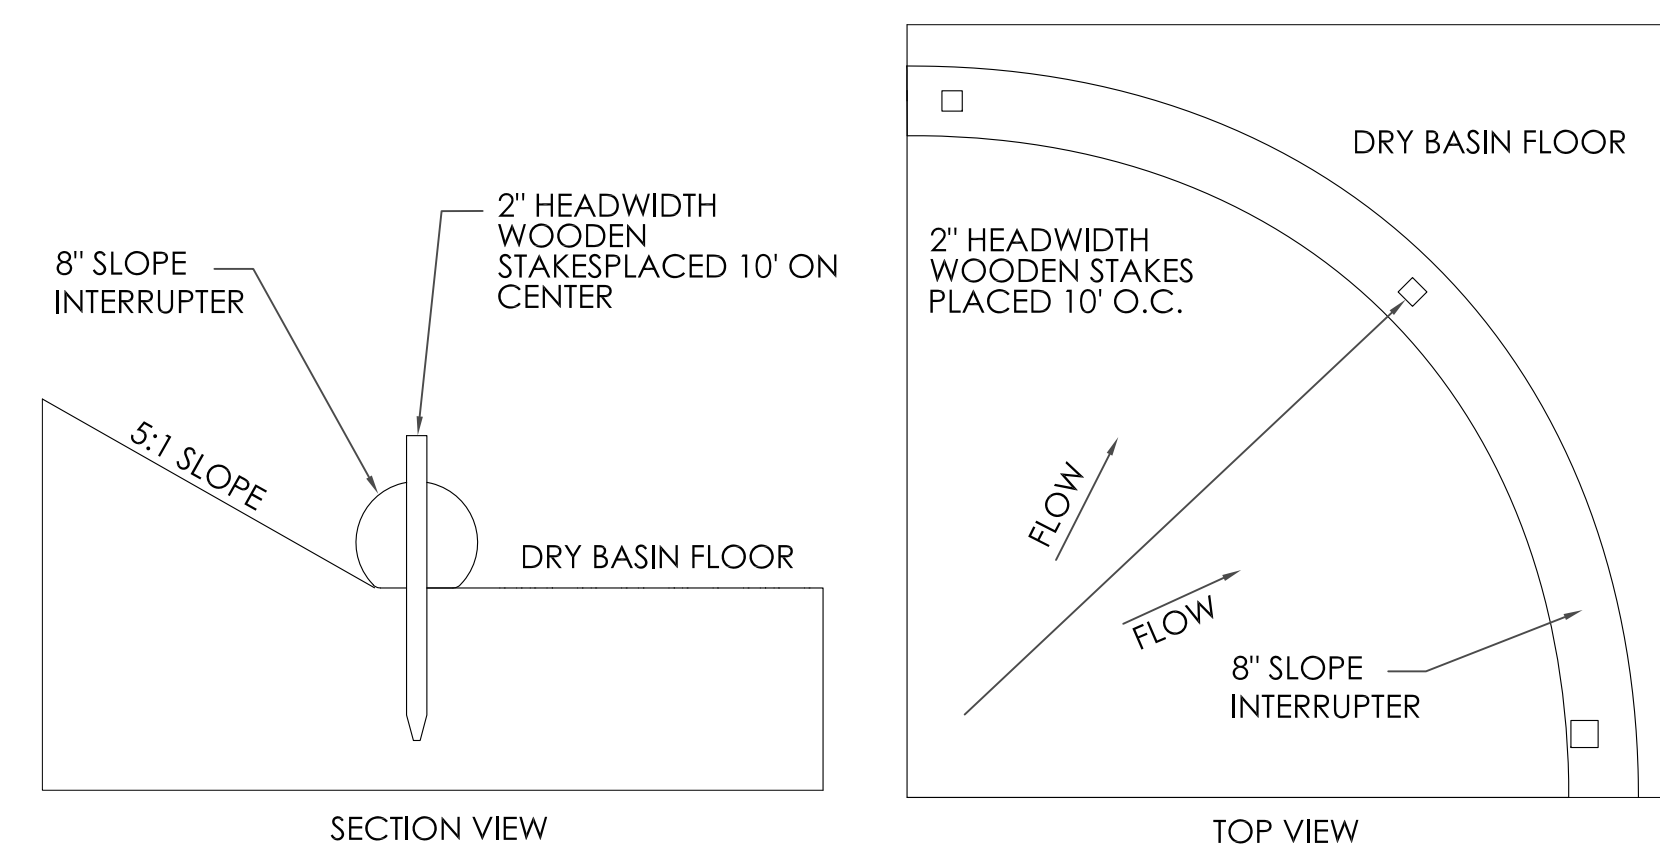 8" SLOPE
INTERRUPTER
2" HEADWIDTH
WOODEN
STAKESPLACED 10' ON
CENTER
5:1 SLOPE
DRY BASIN FLOOR
SECTION VIEW
DRY BASIN FLOOR
2" HEADWIDTH
WOODEN STAKES
PLACED 10' O.C.
FLOW
FLOW
8" SLOPE
INTERRUPTER
TOP VIEW